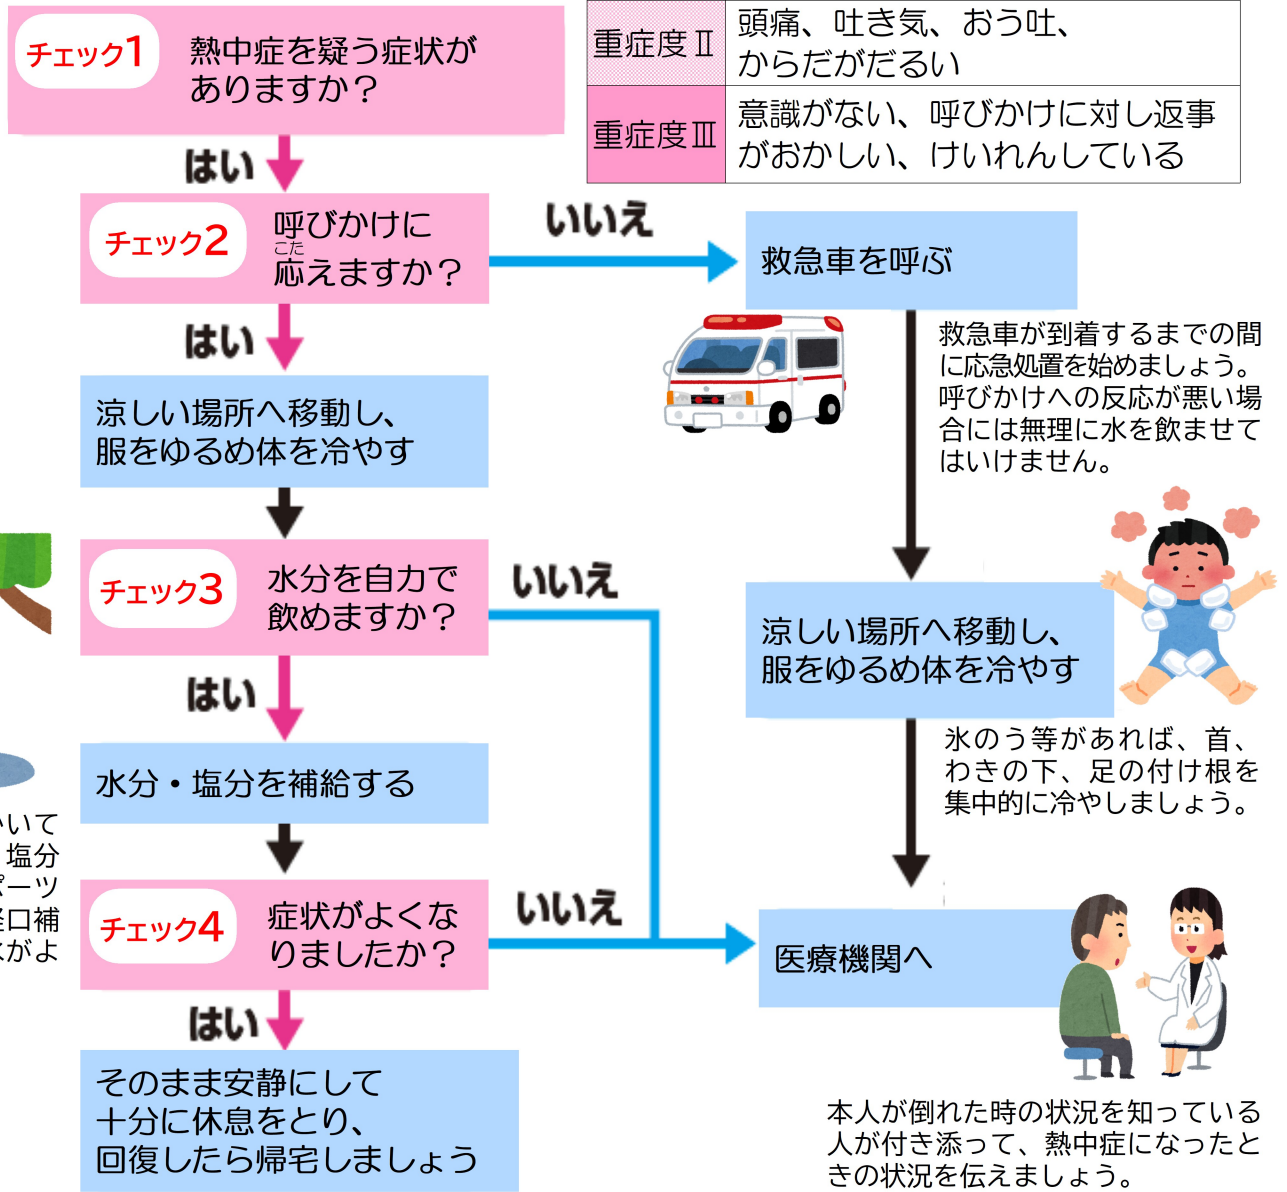 チェック1
熱中症を疑う症状が
ありますか？
重症度Ⅱ
頭痛、吐き気、おう吐、
からだがだるい
重症度Ⅲ
意識がない、呼びかけに対し返事
がおかしい、けいれんしている
はい
チェック2
呼びかけに
こた
応えますか？
いいえ
救急車を呼ぶ
救急車が到着するまでの間
に応急処置を始めましょう。
呼びかけへの反応が悪い場
合には無理に水を飲ませて
はいけません。
はい
涼しい場所へ移動し、
服をゆるめ体を冷やす
チェック3
水分を自力で
飲めますか？
いいえ
涼しい場所へ移動し、
服をゆるめ体を冷やす
氷のう等があれば、首、
わきの下、足の付け根を
集中的に冷やしましょう。
はい
水分・塩分を補給する
いて
塩分
ポーツ
経口補
がよ
チェック4
症状がよくな
りましたか？
いいえ
医療機関へ
はい
そのまま安静にして
十分に休息をとり、
回復したら帰宅しましょう
本人が倒れた時の状況を知っている
人が付き添って、熱中症になったと
きの状況を伝えましょう。